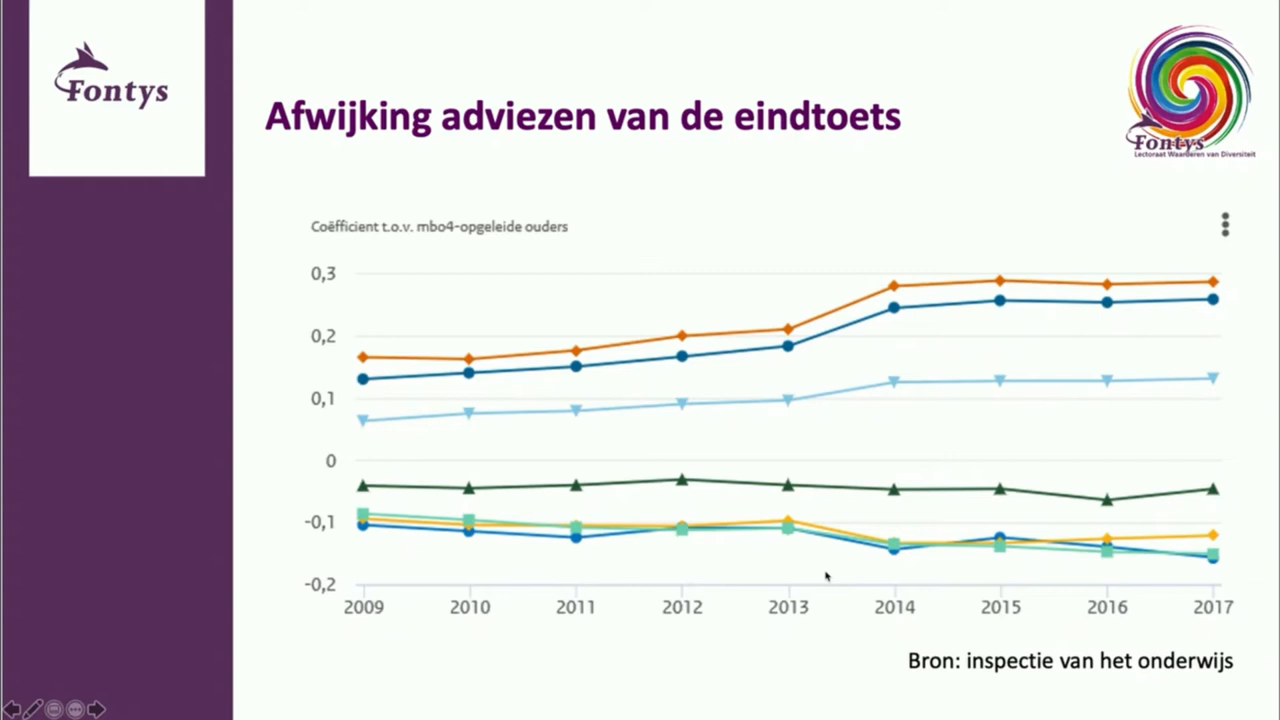 Fontys
Fontys
Lectoraat Waarderen van Diversiteit
Afwijking adviezen van de eindtoets
Coëfficient t.o.v. mbo4-opgeleide ouders
0,3
0,2
0,1
0
-0,1
-0,2
2009 2010 2011 2012 2013 2014 2015 2016 2017
Bron: inspectie van het onderwijs